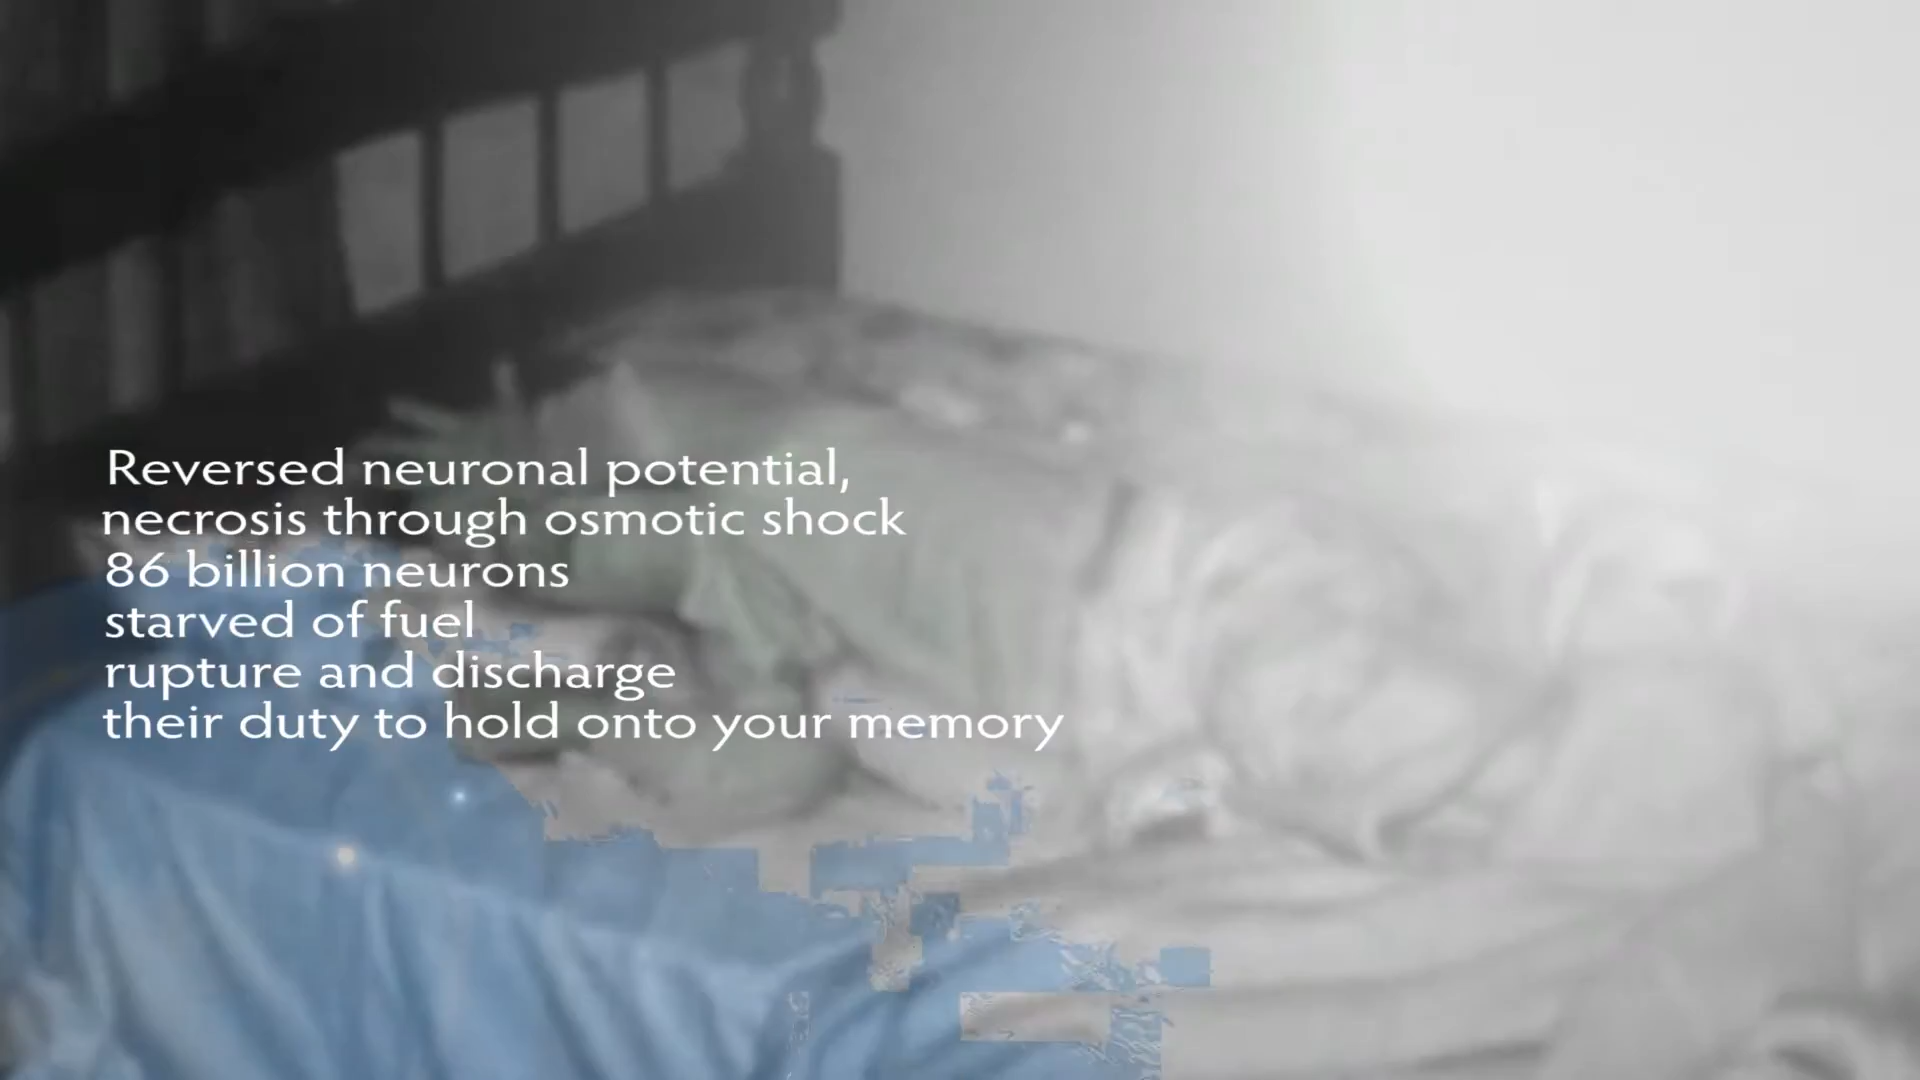 Reversed neuronal potential,
necrosis through osmotic shock
86 billion neurons
starved of fuel
rupture and discharge
their duty to hold onto your memory